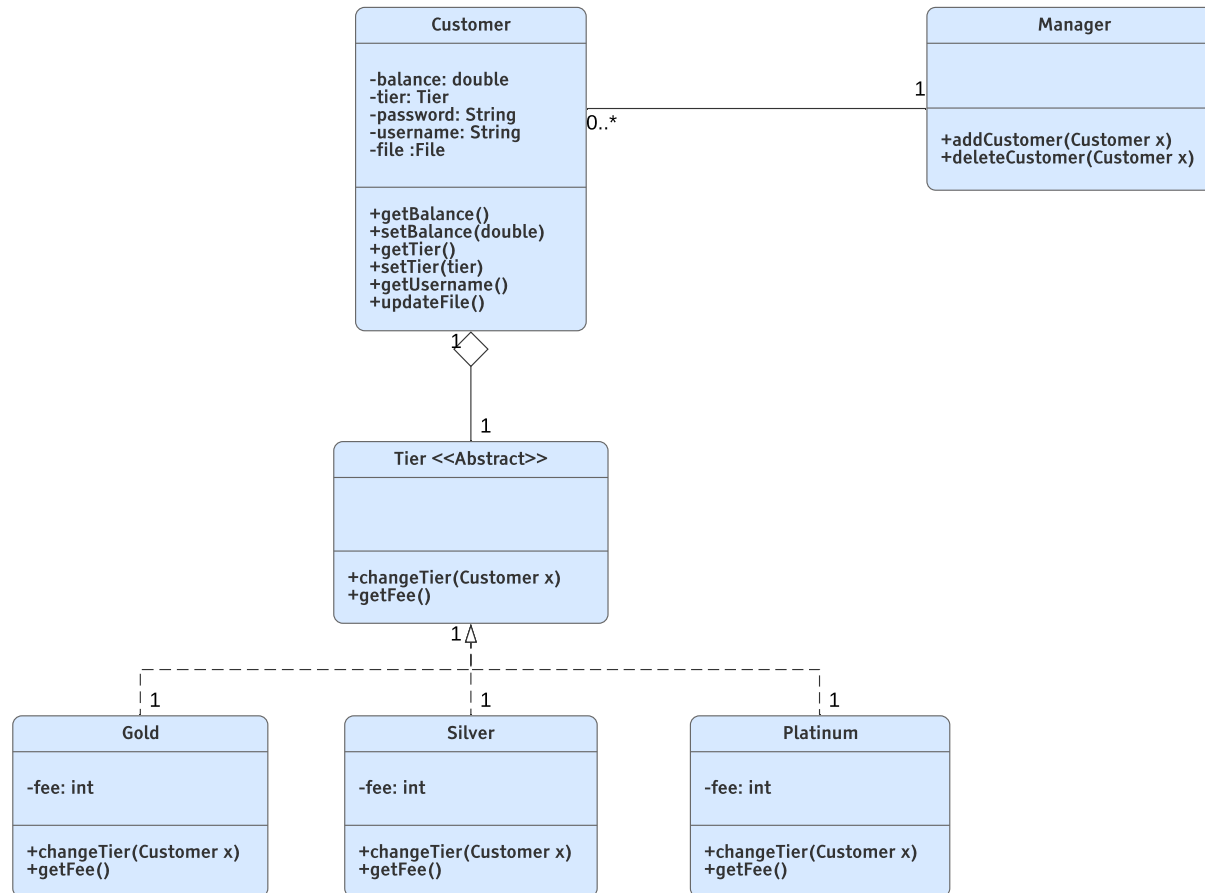 Customer
-balance: double
-tier: Tier
-password: String
-username: String
-file :File
+getBalance()
+setBalance(double)
+getTier()
+setTier(tier)
+getUsername()
+updateFile()
Manager
+addCustomer(Customer x)
+deleteCustomer(Customer x)
1
0..*
1
1
Tier <<Abstract>>
+changeTier(Customer x)
+getFee()
1
1
1
1
Gold
-fee: int
+changeTier(Customer x)
+getFee()
Silver
-fee: int
+changeTier(Customer x)
+getFee()
Platinum
-fee: int
+changeTier(Customer x)
+getFee()